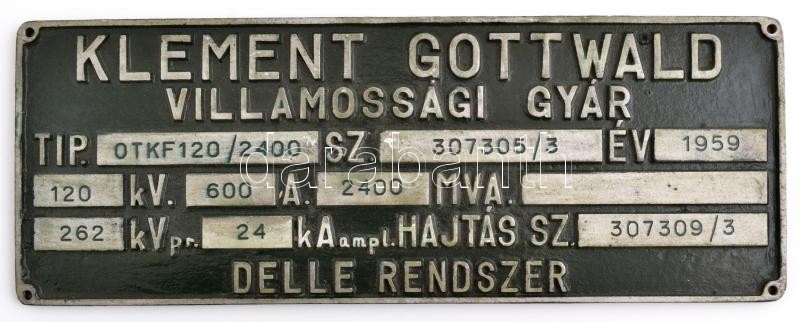 KLEMENT GOTTWALD
VILLAMOSSÁGI GYÁR
TIP. OTKF120/2400 SZ. 307305/3 ÉV 1959
120 kV. 600 A. 2400 MVA.
262 kVpr. 24 kAampl. HAJTÁS SZ. 307309/3
DELLE RENDSZER
darabanth